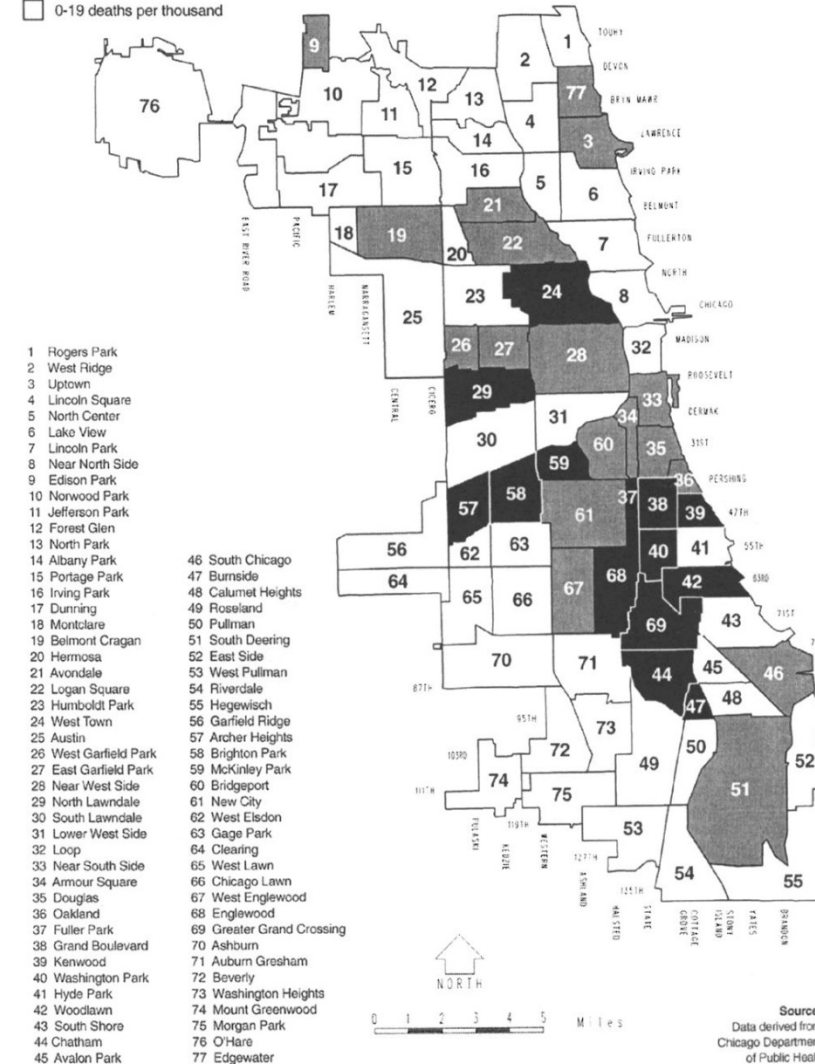 0-19 deaths per thousand
76
9
10
11
12
13
2
1
77
4
3
14
15
16
5
6
17
18
19
20
21
22
7
23
24
8
25
26
27
28
32
29
31
33
34
30
60
35
59
36
57
58
61
37
38
39
56
62
63
40
41
64
65
66
67
68
42
69
43
70
71
44
45
46
47
48
72
73
49
50
51
52
74
75
53
54
55
TOUHY
DEVON
BRYN MAWR
LAWRENCE
IRVING PARK
BELMONT
FULLERTON
NORTH
CHICAGO
MADISON
ROOSEVELT
CERMAK
31ST
PERSHING
47TH
55TH
63RD
71ST
EAST RIVER ROAD
PACIFIC
HARLEM
NARRAGANSETT
CENTRAL
CICERO
87TH
95TH
103RD
111TH
119TH
127TH
135TH
PULASKI
KEDZIE
WESTERN
ASHLAND
HALSTED
STATE
COTTAGE GROVE
STONY ISLAND
YATES
BRANDON
1 Rogers Park
2 West Ridge
3 Uptown
4 Lincoln Square
5 North Center
6 Lake View
7 Lincoln Park
8 Near North Side
9 Edison Park
10 Norwood Park
11 Jefferson Park
12 Forest Glen
13 North Park
14 Albany Park
15 Portage Park
16 Irving Park
17 Dunning
18 Montclare
19 Belmont Cragan
20 Hermosa
21 Avondale
22 Logan Square
23 Humboldt Park
24 West Town
25 Austin
26 West Garfield Park
27 East Garfield Park
28 Near West Side
29 North Lawndale
30 South Lawndale
31 Lower West Side
32 Loop
33 Near South Side
34 Armour Square
35 Douglas
36 Oakland
37 Fuller Park
38 Grand Boulevard
39 Kenwood
40 Washington Park
41 Hyde Park
42 Woodlawn
43 South Shore
44 Chatham
45 Avalon Park
46 South Chicago
47 Burnside
48 Calumet Heights
49 Roseland
50 Pullman
51 South Deering
52 East Side
53 West Pullman
54 Riverdale
55 Hegewisch
56 Garfield Ridge
57 Archer Heights
58 Brighton Park
59 McKinley Park
60 Bridgeport
61 New City
62 West Elsdon
63 Gage Park
64 Clearing
65 West Lawn
66 Chicago Lawn
67 West Englewood
68 Englewood
69 Greater Grand Crossing
70 Ashburn
71 Auburn Gresham
72 Beverly
73 Washington Heights
74 Mount Greenwood
75 Morgan Park
76 O'Hare
77 Edgewater
NORTH
0 1 2 3 4 5 Miles
Source
Data derived from
Chicago Departmen
of Public Heal